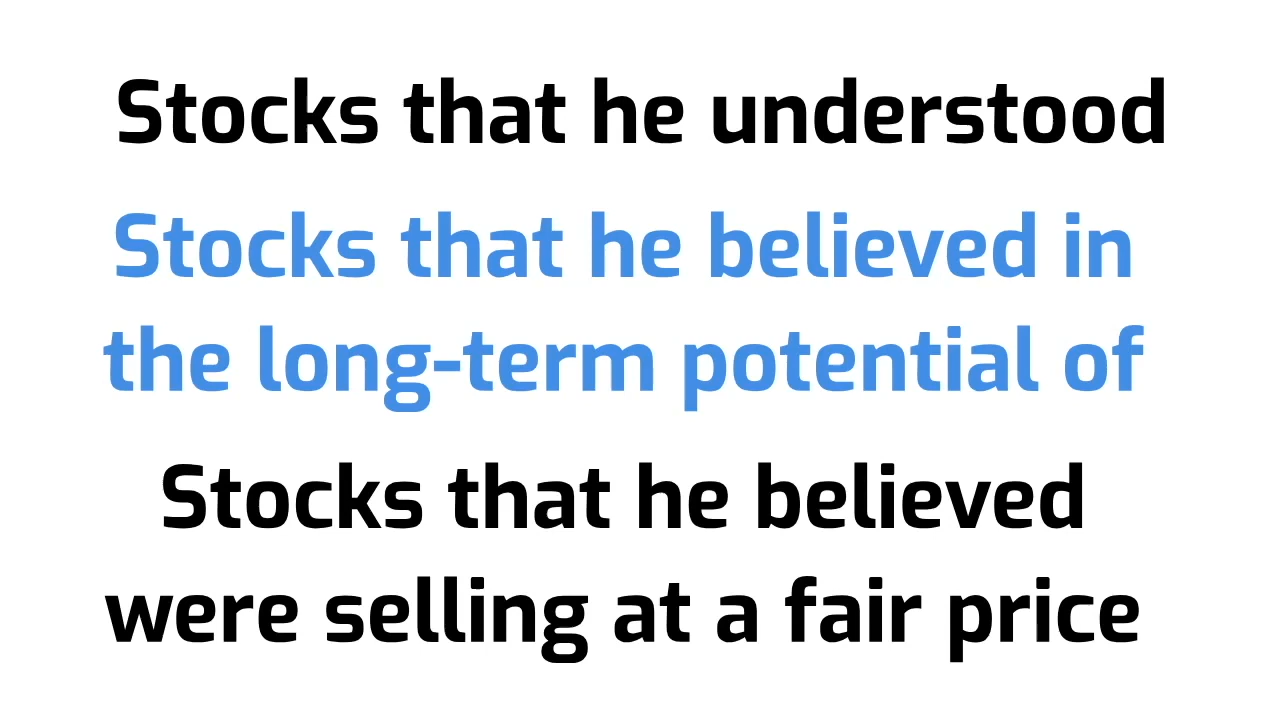 Stocks that he understood
Stocks that he believed in
the long-term potential of
Stocks that he believed
were selling at a fair price